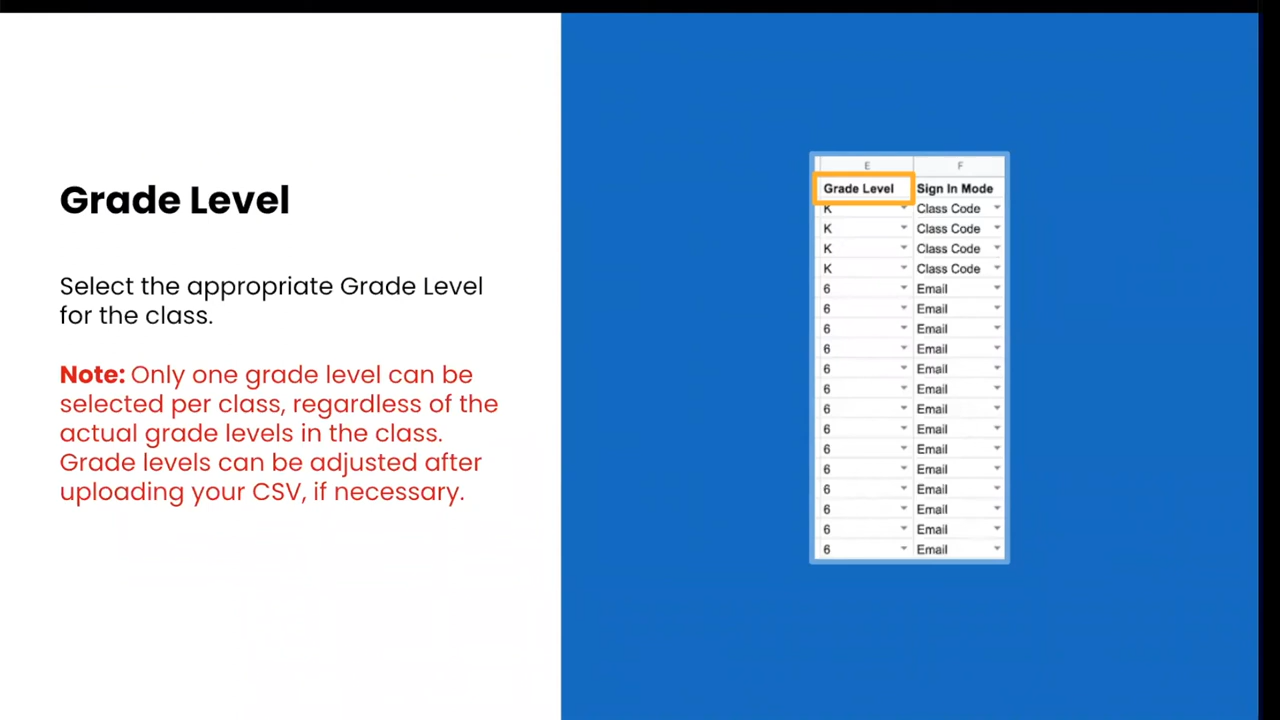 Grade Level
Select the appropriate Grade Level
for the class.
Note: Only one grade level can be
selected per class, regardless of the
actual grade levels in the class.
Grade levels can be adjusted after
uploading your CSV, if necessary.
E F
Grade Level Sign In Mode
K Class Code
K Class Code
K Class Code
K Class Code
6 Email
6 Email
6 Email
6 Email
6 Email
6 Email
6 Email
6 Email
6 Email
6 Email
6 Email
6 Email
6 Email
6 Email